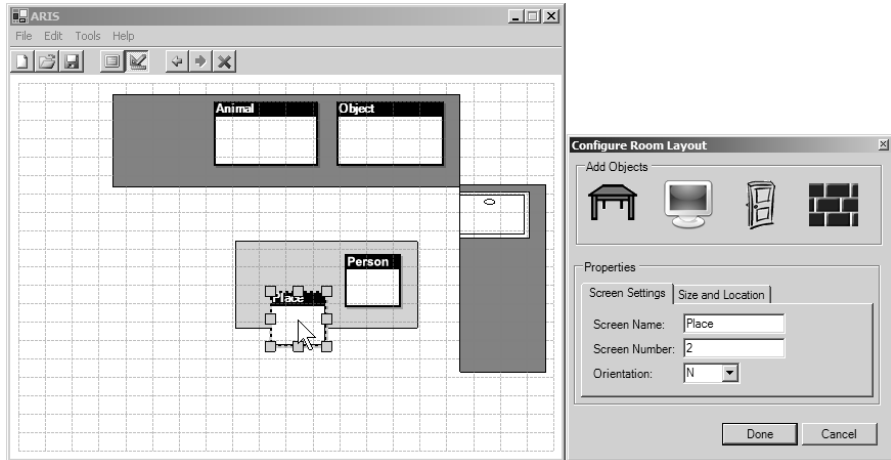 ARIS
File Edit Tools Help
Animal
Object
Person
Place
Configure Room Layout
Add Objects
Properties
Screen Settings
Size and Location
Screen Name: Place
Screen Number: 2
Orientation: N
Done
Cancel